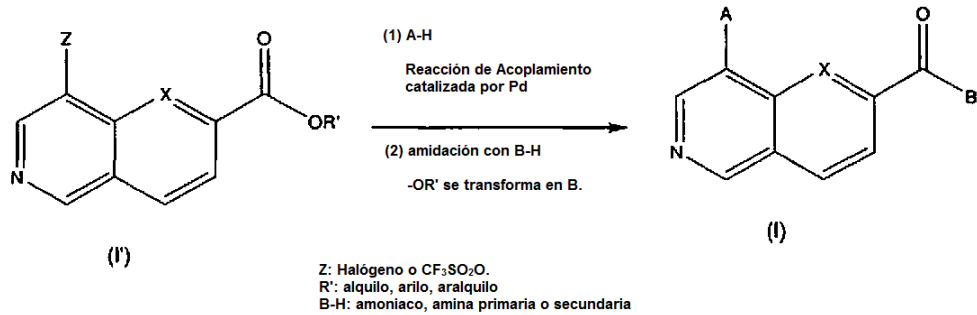 Z
X
O
OR'
N
(I')
(1) A-H
Reacción de Acoplamiento
catalizada por Pd
(2) amidación con B-H
-OR' se transforma en B.
A
X
O
B
N
(I)
Z: Halógeno o CF₃SO₂O.
R': alquilo, arilo, aralquilo
B-H: amoniaco, amina primaria o secundaria